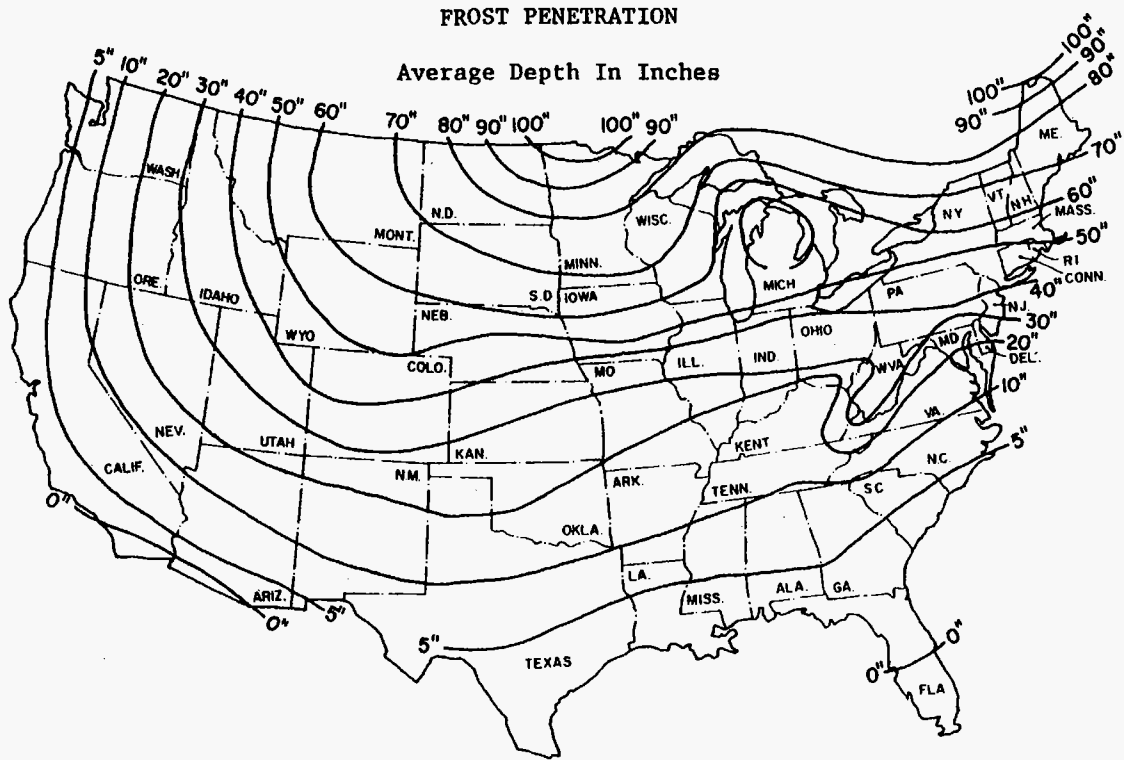 FROST PENETRATION
Average Depth In Inches
5" 10" 20" 30" 40" 50" 60" 70" 80" 90" 100" 100" 90"
100" 90" 80"
100"
90"
70"
60"
50"
40"
30"
20"
10"
5"
WASH
MONT.
N.D.
MINN.
WISC.
MICH
NY
VT.
NH.
ME.
MASS.
RI
CONN.
ORE.
IDAHO
WYO
S.D
IOWA
NEB.
PA
NJ.
OHIO
MD
DEL.
NEV.
UTAH
COLO.
KAN.
MO
ILL.
IND.
WVA
VA.
KENT
CALIF.
N.M.
OKLA.
ARK.
TENN.
N.C.
S.C
ARIZ.
TEXAS
LA.
MISS.
ALA.
GA.
FLA
0"
0"
5"
5"
0"
0"